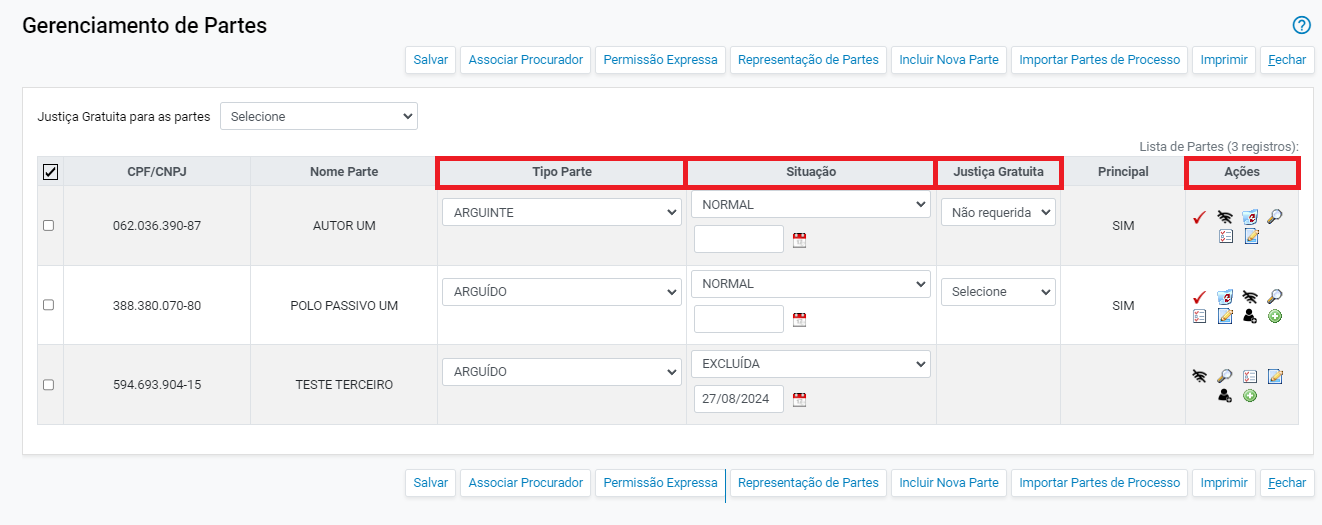 Gerenciamento de Partes
Salvar Associar Procurador Permissão Expressa Representação de Partes Incluir Nova Parte Importar Partes de Processo Imprimir Fechar
Justiça Gratuita para as partes Selecione
Lista de Partes (3 registros):
CPF/CNPJ Nome Parte Tipo Parte Situação Justiça Gratuita Principal Ações
062.036.390-87 AUTOR UM ARGUINTE NORMAL Não requerida SIM
388.380.070-80 POLO PASSIVO UM ARGUÍDO NORMAL Selecione SIM
594.693.904-15 TESTE TERCEIRO ARGUÍDO EXCLUÍDA
27/08/2024
Salvar Associar Procurador Permissão Expressa Representação de Partes Incluir Nova Parte Importar Partes de Processo Imprimir Fechar